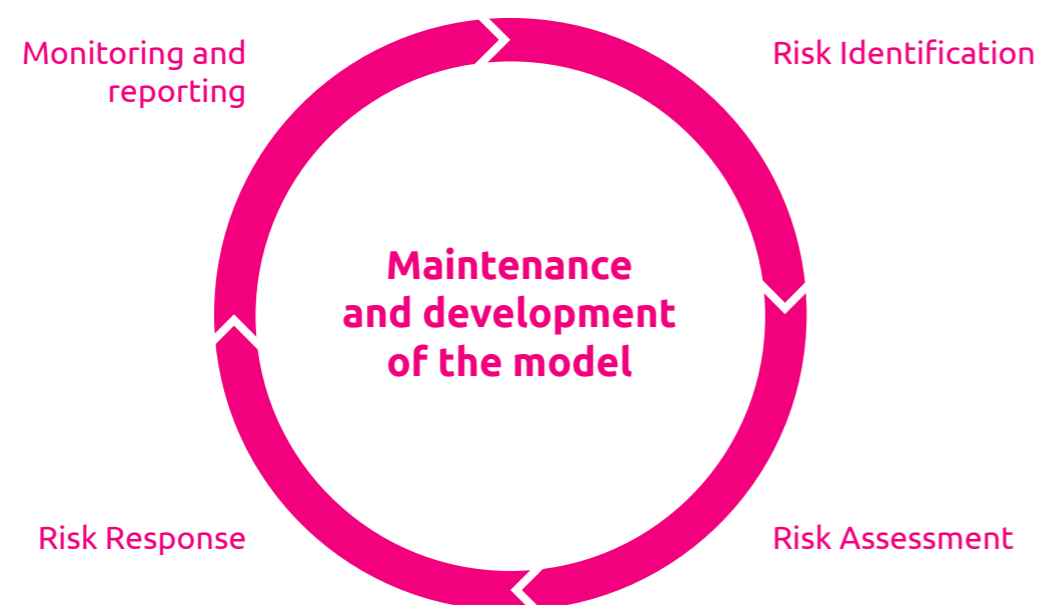 Monitoring and
reporting
Risk Identification
Maintenance
and development
of the model
Risk Response
Risk Assessment